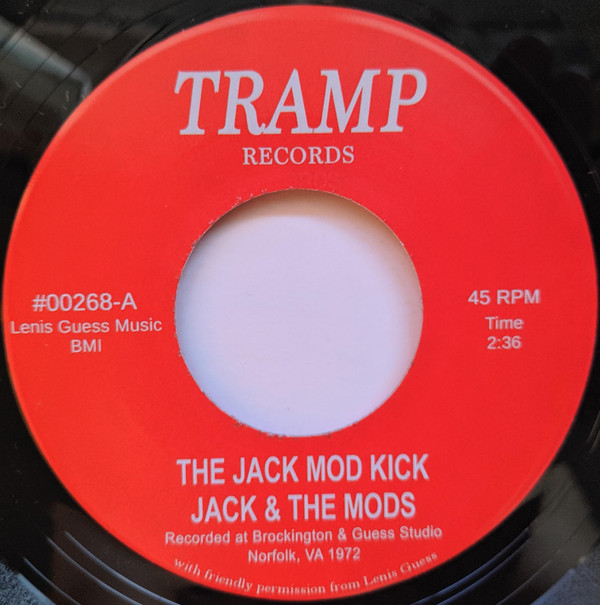 TRAMP
RECORDS
#00268-A
Lenis Guess Music
BMI
45 RPM
Time
2:36
THE JACK MOD KICK
JACK & THE MODS
Recorded at Brockington & Guess Studio
Norfolk, VA 1972
with friendly permission from Lenis Guess